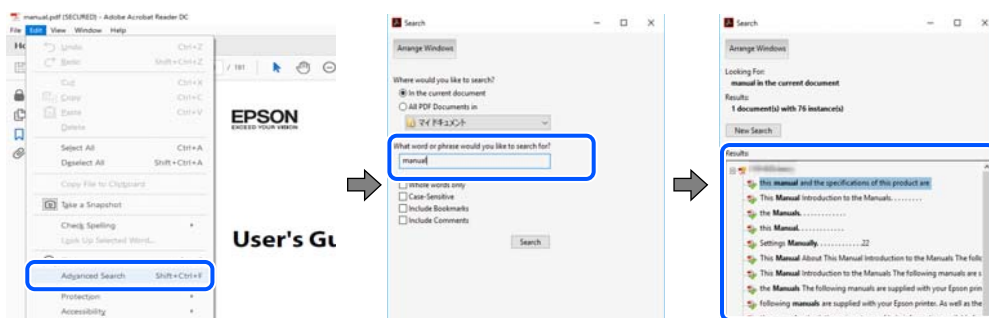 manual.pdf (SECURED) - Adobe Acrobat Reader DC
File Edit View Window Help
Undo Ctrl+Z
Redo Shift+Ctrl+Z
Cut Ctrl+X
Copy Ctrl+C
Paste Ctrl+V
Delete
Select All Ctrl+A
Deselect All Shift+Ctrl+A
Copy File to Clipboard
Take a Snapshot
Check Spelling
Look Up Selected Word...
Advanced Search Shift+Ctrl+F
Protection
Accessibility
/ 181
EPSON
EXCEED YOUR VISION
User's Gu
Search
Arrange Windows
Where would you like to search?
In the current document
All PDF Documents in
マイドキュメント
What word or phrase would you like to search for?
manual
Whole words only
Case-Sensitive
Include Bookmarks
Include Comments
Search
Search
Arrange Windows
Looking For:
manual in the current document
Results:
1 document(s) with 76 instance(s)
New Search
Results:
this manual and the specifications of this product are
This Manual Introduction to the Manuals. . . . . . . . .
the Manuals. . . . . . . . . . . . .
this Manual. . . . . . . . . . . . .
Settings Manually. . . . . . . . . . . . 22
This Manual About This Manual Introduction to the Manuals The follo
This Manual Introduction to the Manuals The following manuals are s
the Manuals The following manuals are supplied with your Epson prin
following manuals are supplied with your Epson printer. As well as the